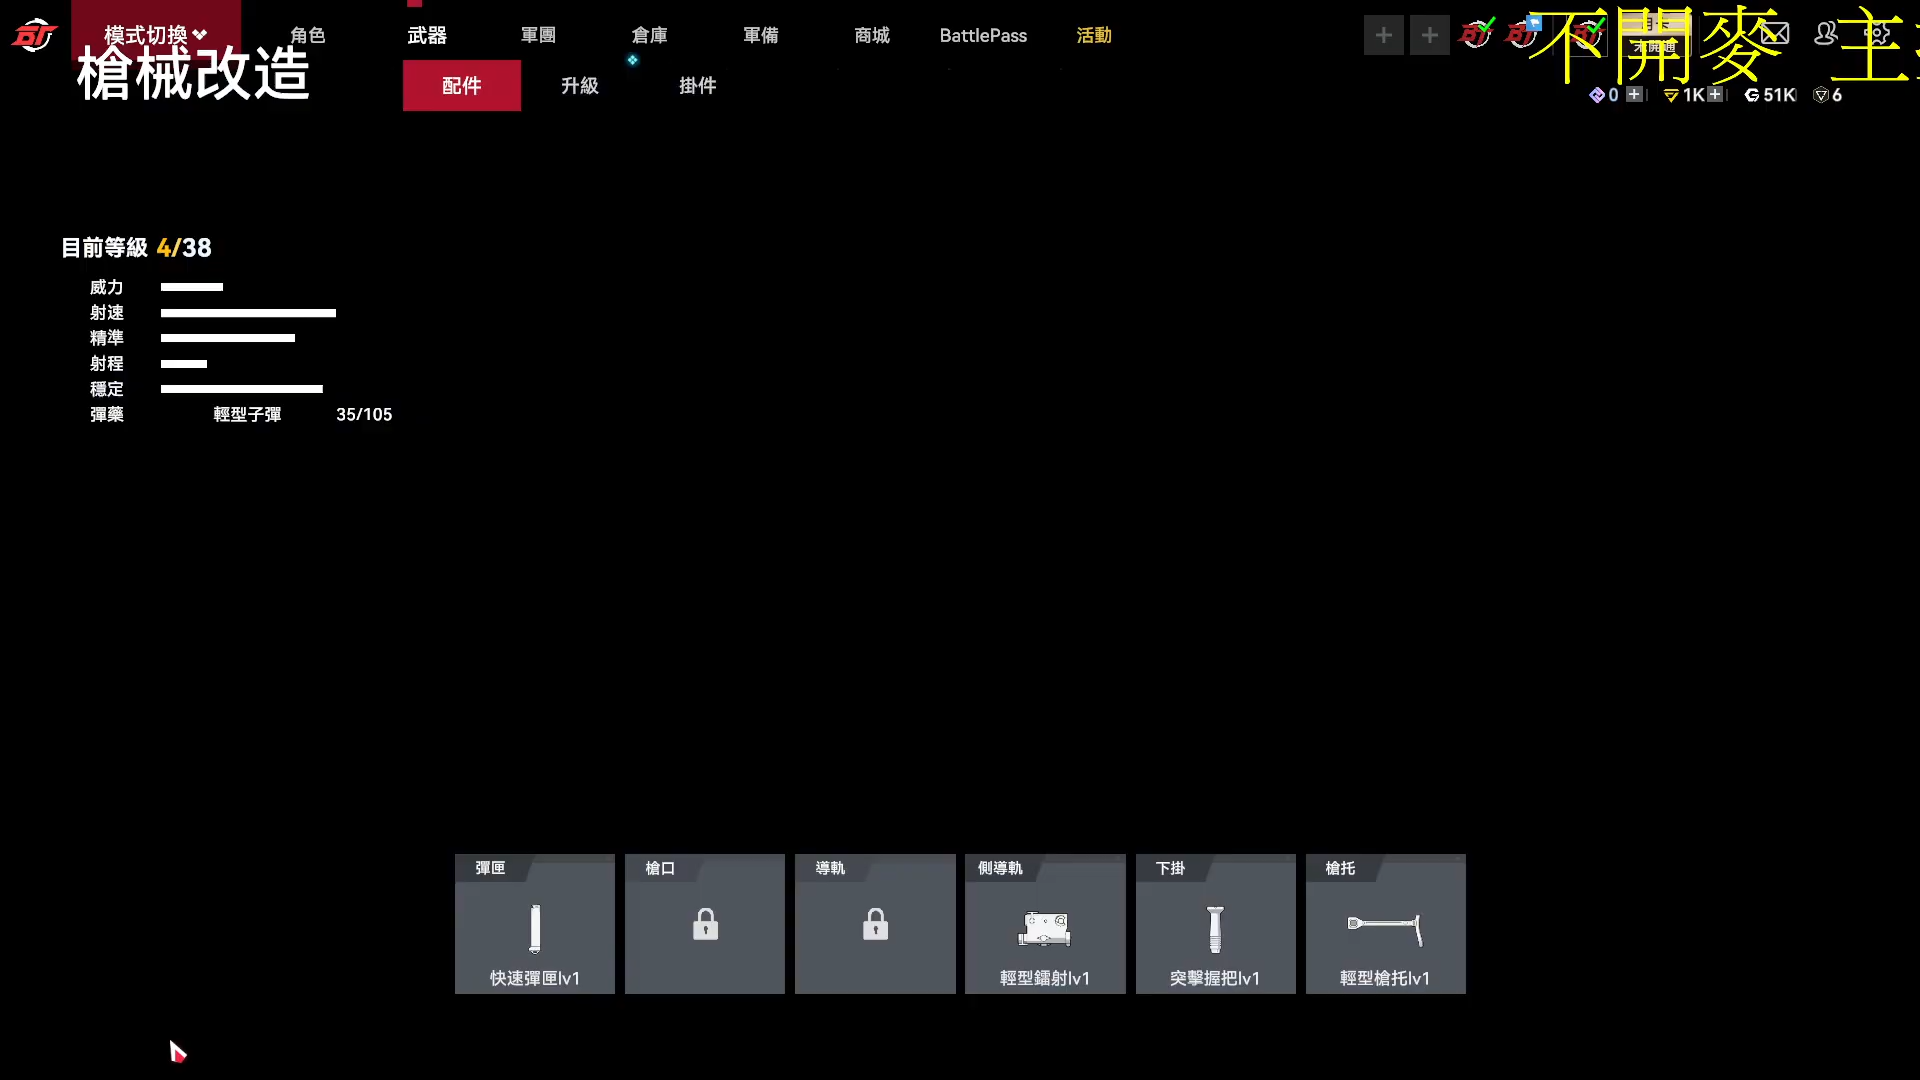 模式切換
角色
武器
軍團
倉庫
軍備
商城
BattlePass
活動
不開麥 主
槍械改造
配件
升級
掛件
未開通
0
1K
51K
6
目前等級 4/38
威力
射速
精準
射程
穩定
彈藥 輕型子彈 35/105
彈匣
槍口
導軌
側導軌
下掛
槍托
快速彈匣lv1
輕型鐳射lv1
突擊握把lv1
輕型槍托lv1